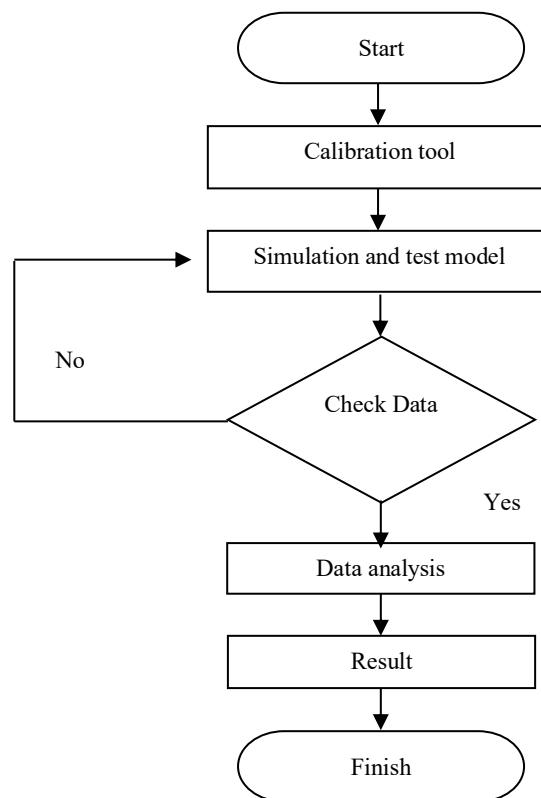 Start
Calibration tool
Simulation and test model
No
Check Data
Yes
Data analysis
Result
Finish